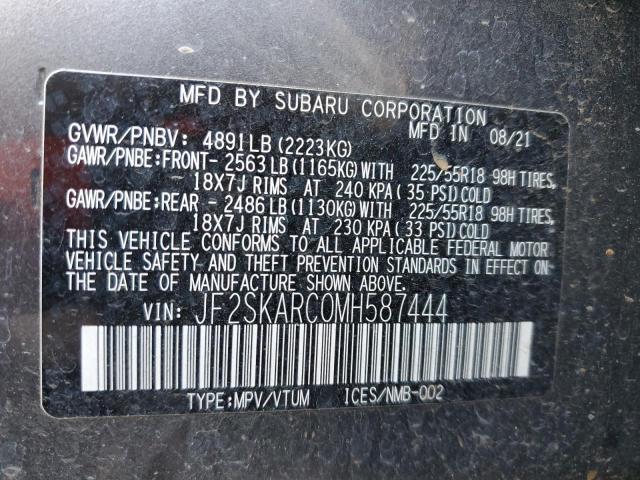 MFD BY SUBARU CORPORATION
MFD IN 08/21
GVWR/PNBV: 4891LB (2223KG)
GAWR/PNBE:FRONT- 2563LB(1165KG)WITH 225/55R18 98H TIRES,
- 18X7J RIMS AT 240 KPA( 35 PSI)COLD
GAWR/PNBE:REAR - 2486LB(1130KG)WITH 225/55R18 98H TIRES,
- 18X7J RIMS AT 230 KPA( 33 PSI)COLD
THIS VEHICLE CONFORMS TO ALL APPLICABLE FEDERAL MOTOR
VEHICLE SAFETY AND THEFT PREVENTION STANDARDS IN EFFECT ON
THE DATE OF MANUFACTURE SHOWN ABOVE.
VIN: JF2SKARC0MH587444
TYPE:MPV/VTUM ICES/NMB-002